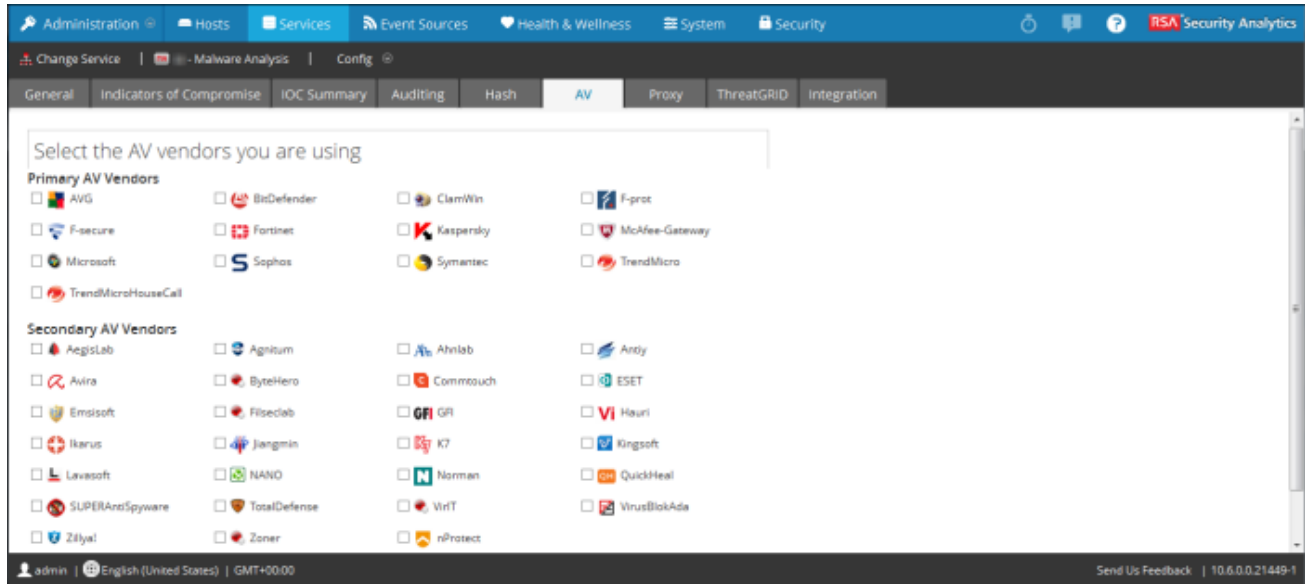 Administration Hosts Services Event Sources Health & Wellness System Security RSA Security Analytics
Change Service | - Malware Analysis | Config
General Indicators of Compromise IOC Summary Auditing Hash AV Proxy ThreatGRID Integration
Select the AV vendors you are using
Primary AV Vendors
AVG BitDefender ClamWin F-prot
F-secure Fortinet Kaspersky McAfee-Gateway
Microsoft Sophos Symantec TrendMicro
TrendMicroHouseCall
Secondary AV Vendors
AegisLab Agnitum Ahnlab Antiy
Avira ByteHero Commtouch ESET
Emsisoft Filseclab GFI GFI Hauri
Ikarus Jiangmin K7 Kingsoft
Lavasoft NANO Norman QuickHeal
SUPERAntiSpyware TotalDefense VirIT VirusBlokAda
Zillya! Zoner nProtect
admin | English (United States) | GMT+00:00 Send Us Feedback | 10.6.0.0.21449-1